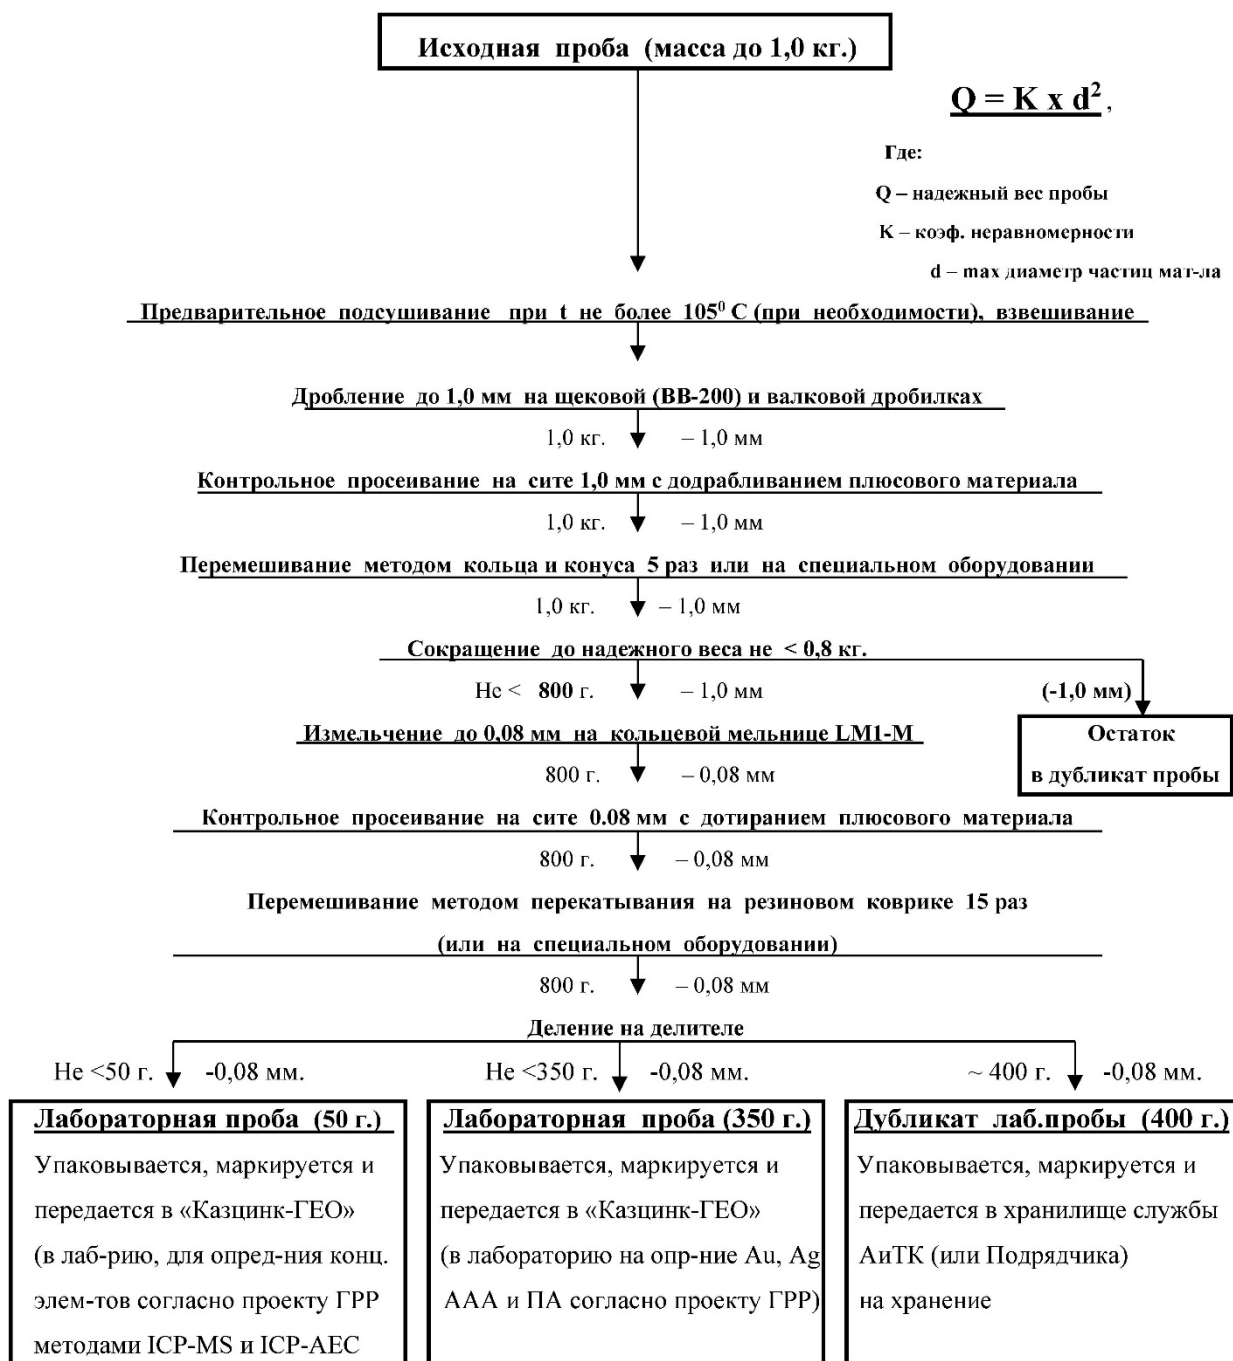 Исходная проба (масса до 1,0 кг.)
Q = K x d²,
Где:
Q – надежный вес пробы
K – коэф. неравномерности
d – max диаметр частиц мат-ла
Предварительное подсушивание при t не более 105⁰ С (при необходимости), взвешивание
Дробление до 1,0 мм на щековой (ВВ-200) и валковой дробилках
1,0 кг. – 1,0 мм
Контрольное просеивание на сите 1,0 мм с додрабливанием плюсового материала
1,0 кг. – 1,0 мм
Перемешивание методом кольца и конуса 5 раз или на специальном оборудовании
1,0 кг. – 1,0 мм
Сокращение до надежного веса не < 0,8 кг.
Не < 800 г. – 1,0 мм (-1,0 мм)
Остаток
в дубликат пробы
Измельчение до 0,08 мм на кольцевой мельнице LM1-М
800 г. – 0,08 мм
Контрольное просеивание на сите 0.08 мм с дотиранием плюсового материала
800 г. – 0,08 мм
Перемешивание методом перекатывания на резиновом коврике 15 раз
(или на специальном оборудовании)
800 г. – 0,08 мм
Деление на делителе
Не <50 г. -0,08 мм. Не <350 г. -0,08 мм. ~ 400 г. -0,08 мм.
Лабораторная проба (50 г.)
Упаковывается, маркируется и
передается в «Казцинк-ГЕО»
(в лаб-рию, для опред-ния конц.
элем-тов согласно проекту ГРР
методами ICP-MS и ICP-АЕС
Лабораторная проба (350 г.)
Упаковывается, маркируется и
передается в «Казцинк-ГЕО»
(в лабораторию на опр-ние Au, Ag
ААА и ПА согласно проекту ГРР)
Дубликат лаб.пробы (400 г.)
Упаковывается, маркируется и
передается в хранилище службы
АиТК (или Подрядчика)
на хранение